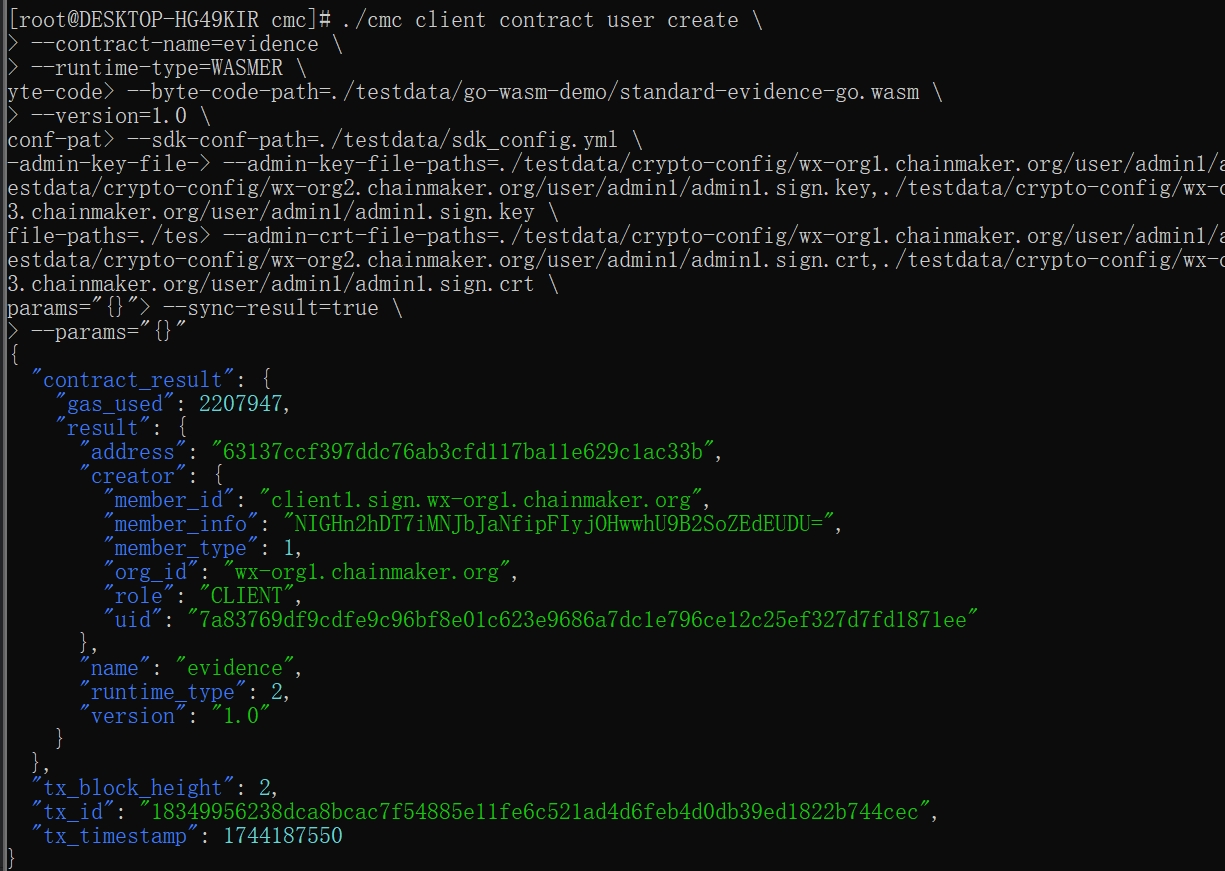 [root@DESKTOP-HG49KIR cmc]# ./cmc client contract user create \
> --contract-name=evidence \
> --runtime-type=WASMER \
yte-code> --byte-code-path=./testdata/go-wasm-demo/standard-evidence-go.wasm \
> --version=1.0 \
conf-pat> --sdk-conf-path=./testdata/sdk_config.yml \
-admin-key-file-> --admin-key-file-paths=./testdata/crypto-config/wx-org1.chainmaker.org/user/admin1/a
estdata/crypto-config/wx-org2.chainmaker.org/user/admin1/admin1.sign.key,./testdata/crypto-config/wx-o
3.chainmaker.org/user/admin1/admin1.sign.key \
file-paths=./tes> --admin-crt-file-paths=./testdata/crypto-config/wx-org1.chainmaker.org/user/admin1/a
estdata/crypto-config/wx-org2.chainmaker.org/user/admin1/admin1.sign.crt,./testdata/crypto-config/wx-o
3.chainmaker.org/user/admin1/admin1.sign.crt \
params="{}"> --sync-result=true \
> --params="{}"
{
  "contract_result": {
    "gas_used": 2207947,
    "result": {
      "address": "63137ccf397ddc76ab3cfd117ba11e629c1ac33b",
      "creator": {
        "member_id": "client1.sign.wx-org1.chainmaker.org",
        "member_info": "NIGHn2hDT7iMNJbJaNfipFIyjOHwwhU9B2SoZEdEUDU=",
        "member_type": 1,
        "org_id": "wx-org1.chainmaker.org",
        "role": "CLIENT",
        "uid": "7a83769df9cdfe9c96bf8e01c623e9686a7dc1e796ce12c25ef327d7fd1871ee"
      },
      "name": "evidence",
      "runtime_type": 2,
      "version": "1.0"
    }
  },
  "tx_block_height": 2,
  "tx_id": "18349956238dca8bcac7f54885e11fe6c521ad4d6feb4d0db39ed1822b744cec",
  "tx_timestamp": 1744187550
}